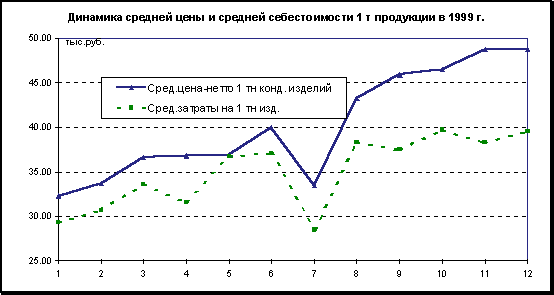 Динамика средней цены и средней себестоимости 1 т продукции в 1999 г.
50.00
тыс.руб.
45.00
Сред.цена-нетто 1 тн конд. изделий
Сред.затраты на 1 тн изд.
40.00
35.00
30.00
25.00
1 2 3 4 5 6 7 8 9 10 11 12